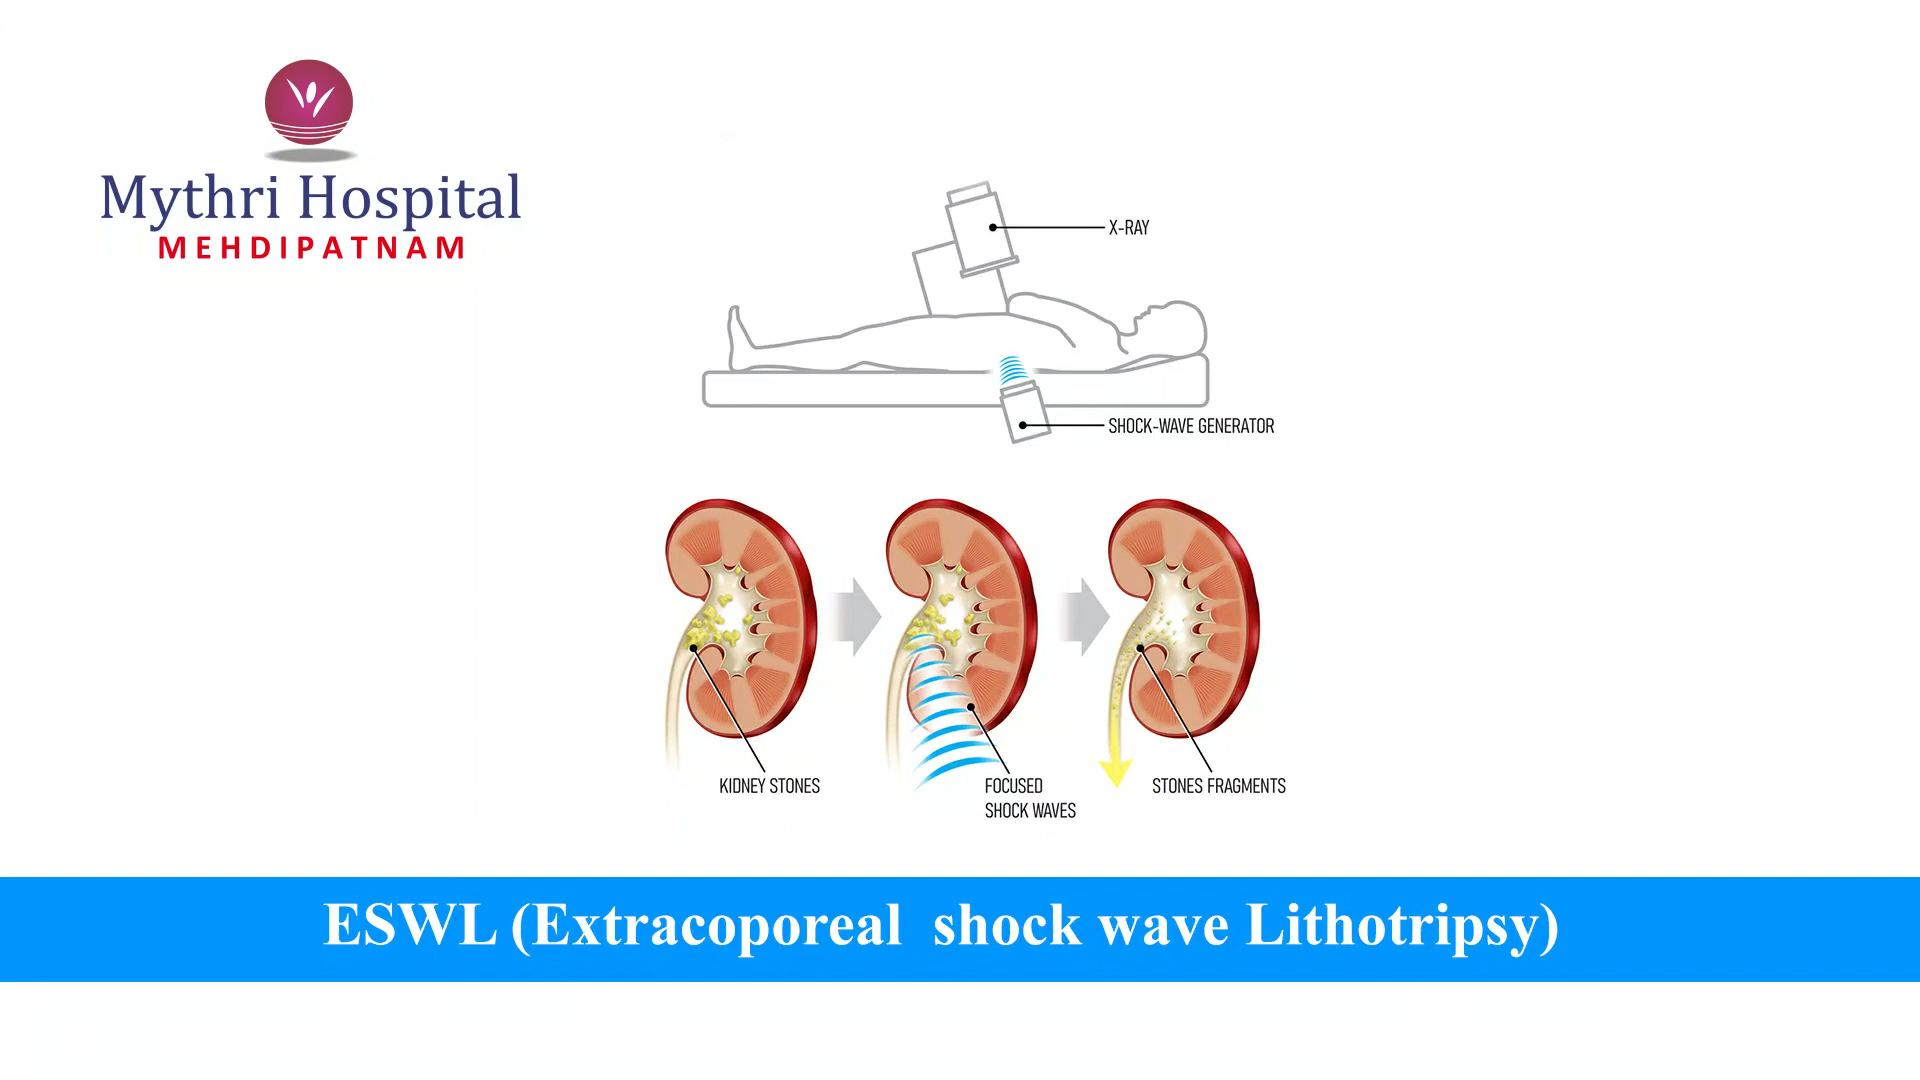 Mythri Hospital
MEHDIPATNAM
X-RAY
SHOCK-WAVE GENERATOR
KIDNEY STONES
FOCUSED
SHOCK WAVES
STONES FRAGMENTS
ESWL (Extracoporeal shock wave Lithotripsy)